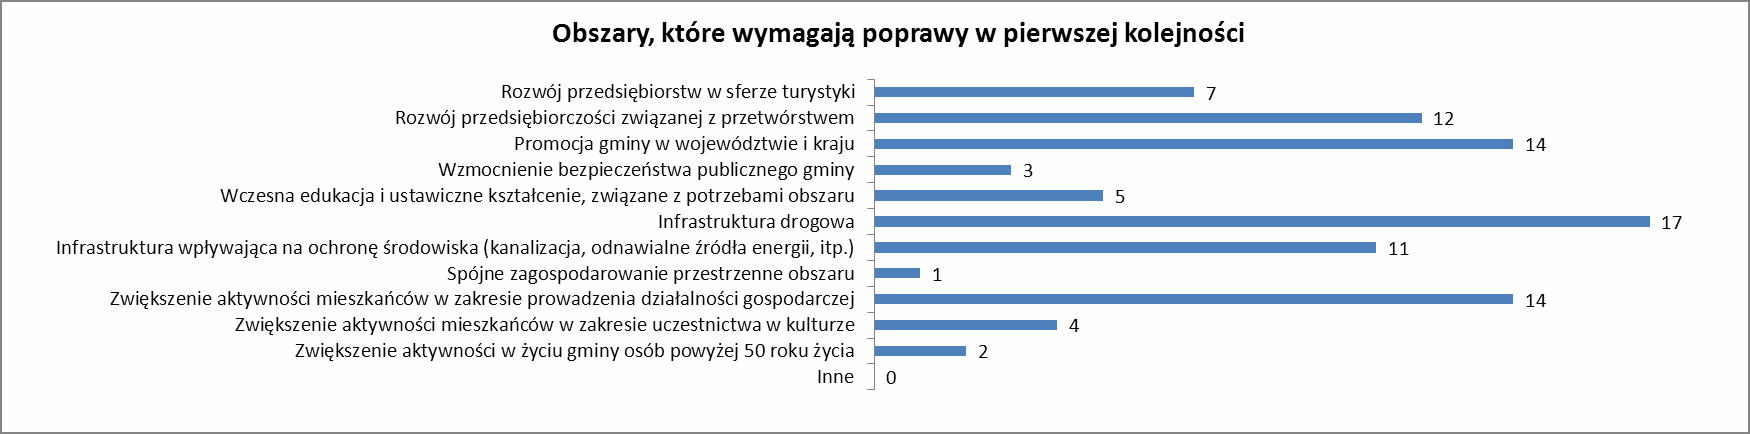 Obszary, które wymagają poprawy w pierwszej kolejności
Rozwój przedsiębiorstw w sferze turystyki 7
Rozwój przedsiębiorczości związanej z przetwórstwem 12
Promocja gminy w województwie i kraju 14
Wzmocnienie bezpieczeństwa publicznego gminy 3
Wczesna edukacja i ustawiczne kształcenie, związane z potrzebami obszaru 5
Infrastruktura drogowa 17
Infrastruktura wpływająca na ochronę środowiska (kanalizacja, odnawialne źródła energii, itp.) 11
Spójne zagospodarowanie przestrzenne obszaru 1
Zwiększenie aktywności mieszkańców w zakresie prowadzenia działalności gospodarczej 14
Zwiększenie aktywności mieszkańców w zakresie uczestnictwa w kulturze 4
Zwiększenie aktywności w życiu gminy osób powyżej 50 roku życia 2
Inne 0